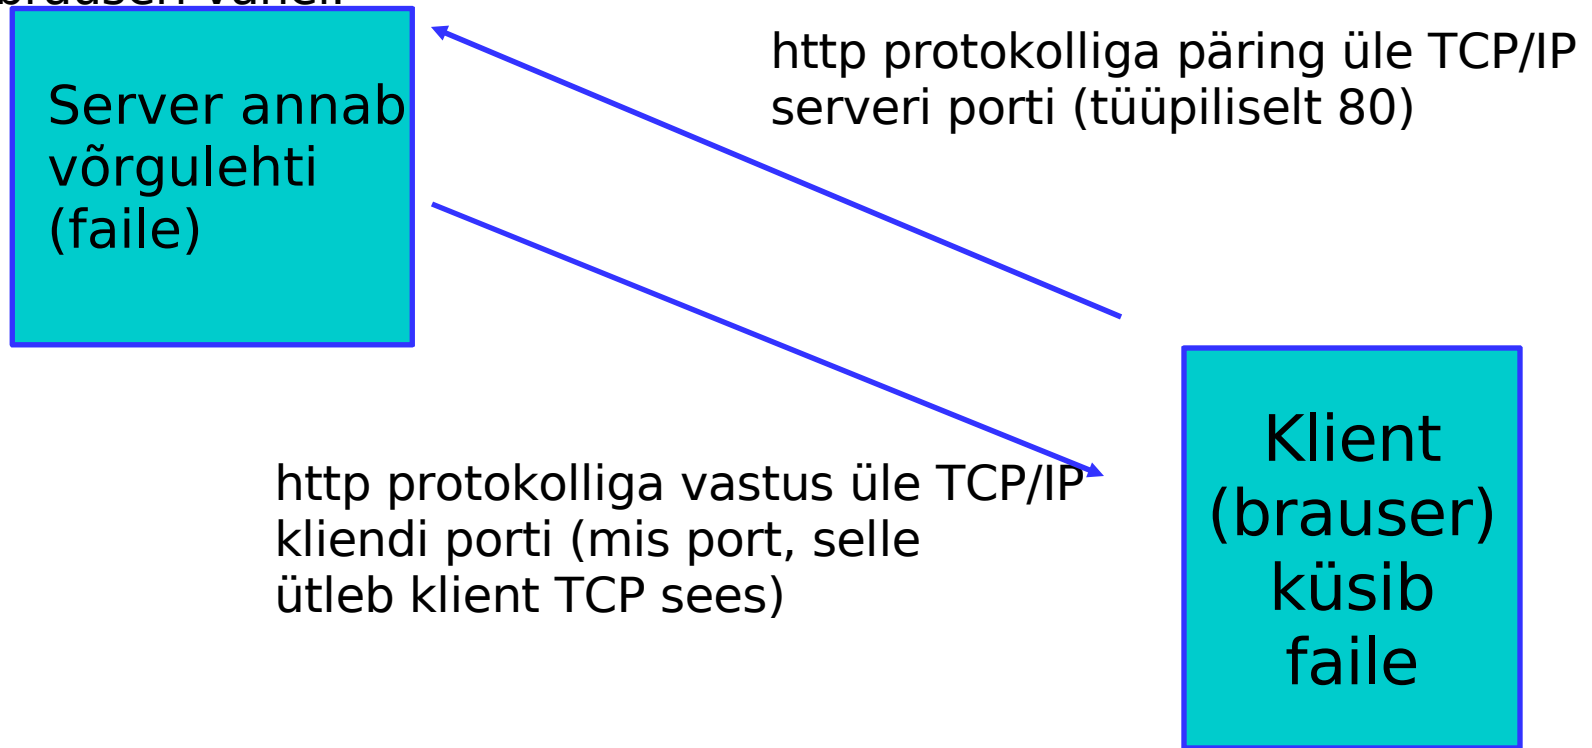 Server annab
võrgulehti
(faile)
http protokolliga päring üle TCP/IP
serveri porti (tüüpiliselt 80)
http protokolliga vastus üle TCP/IP
kliendi porti (mis port, selle
ütleb klient TCP sees)
Klient
(brauser)
küsib
faile